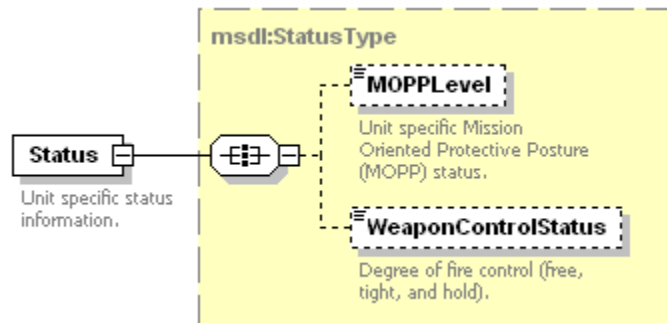 msdl:StatusType
MOPPLevel
Unit specific Mission
Oriented Protective Posture
(MOPP) status.
Status
Unit specific status
information.
WeaponControlStatus
Degree of fire control (free,
tight, and hold).